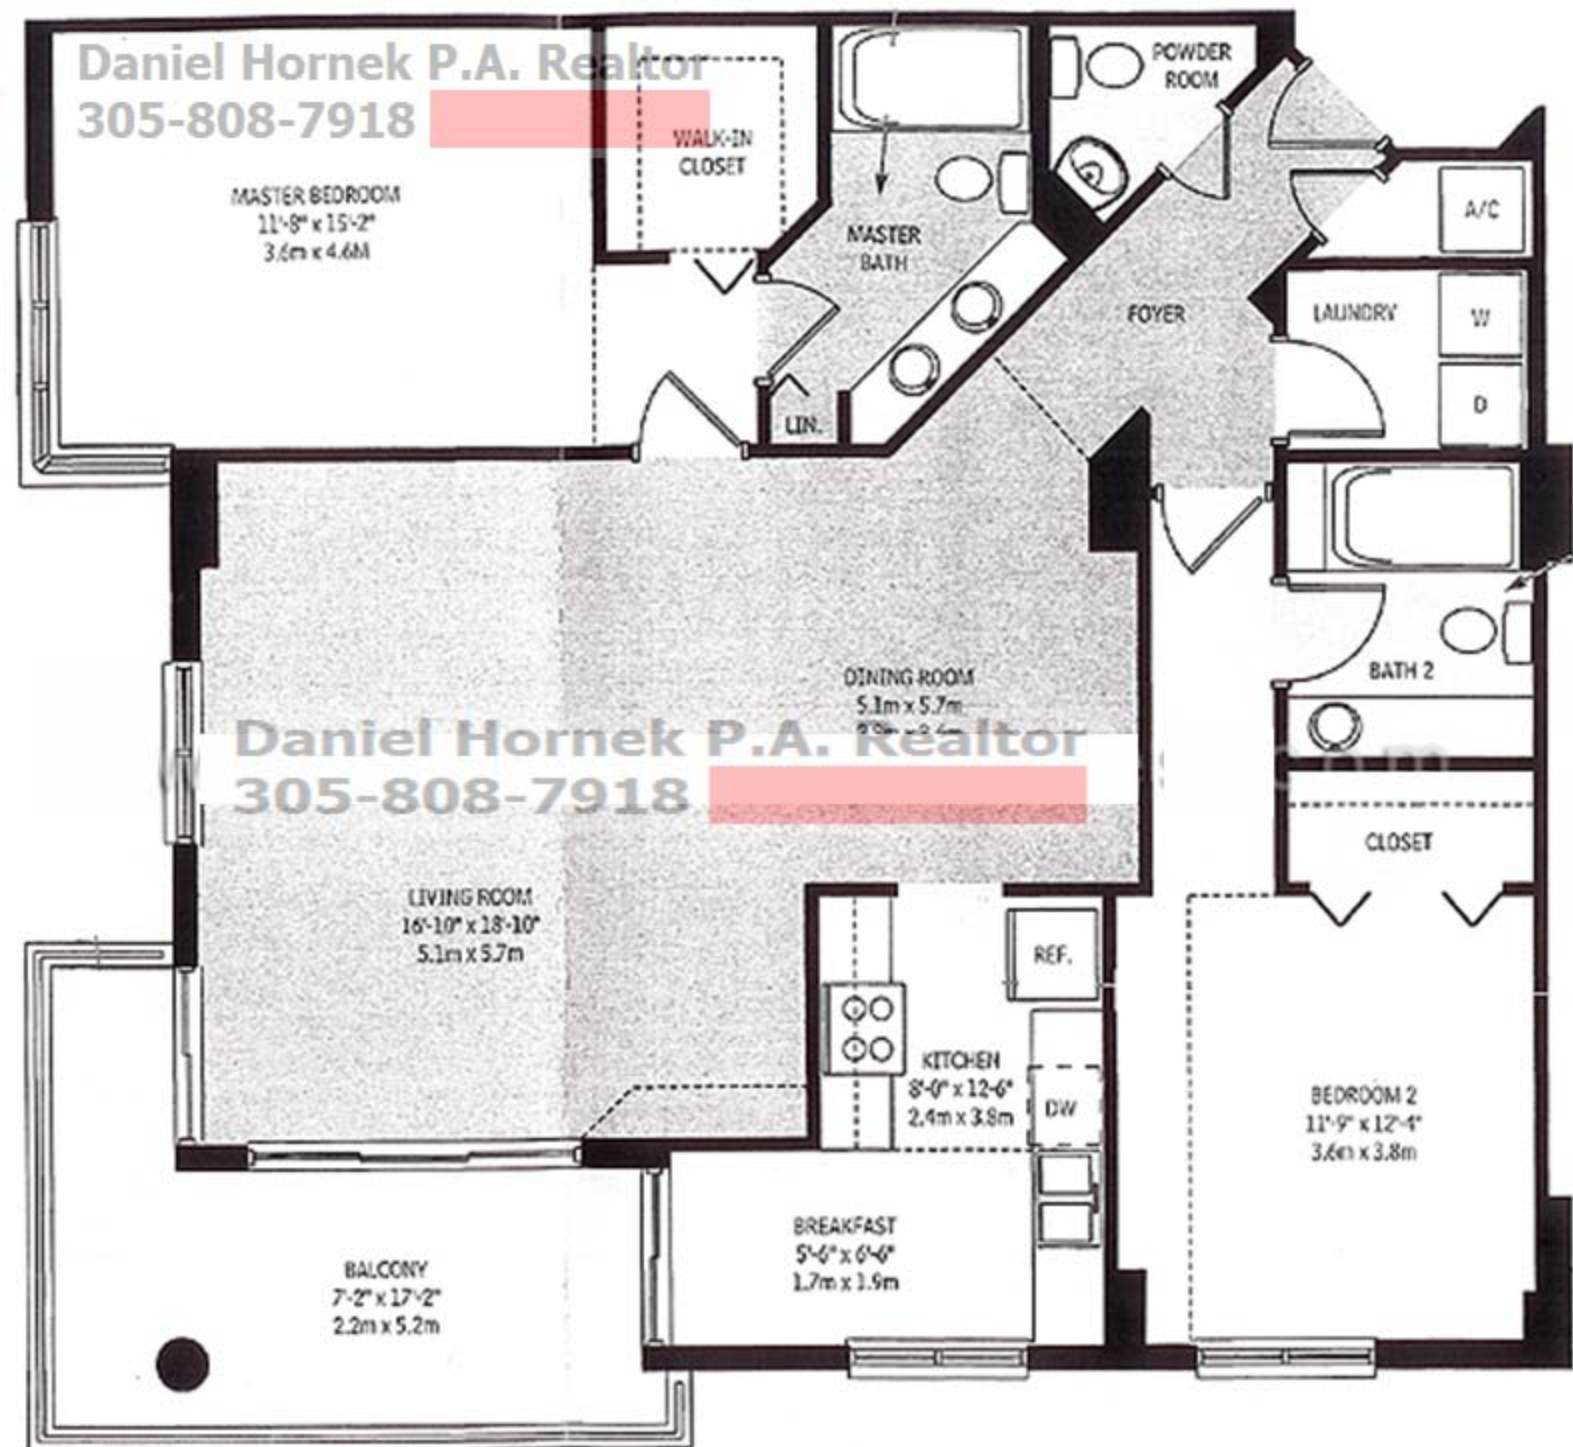 Daniel Hornek P.A. Realtor
305-808-7918
POWDER
ROOM
WALK-IN
CLOSET
MASTER BEDROOM
11'-8" x 15'-2"
3.6m x 4.6M
MASTER
BATH
A/C
FOYER
LAUNDRY
W
D
LIN.
BATH 2
DINING ROOM
5.1m x 5.7m
Daniel Hornek P.A. Realtor
305-808-7918
CLOSET
LIVING ROOM
16'-10" x 18'-10"
5.1m x 5.7m
REF.
KITCHEN
8'-0" x 12'-6"
2.4m x 3.8m
DW
BEDROOM 2
11'-9" x 12'-4"
3.6m x 3.8m
BREAKFAST
5'-6" x 6'-6"
1.7m x 1.9m
BALCONY
7'-2" x 17'-2"
2.2m x 5.2m